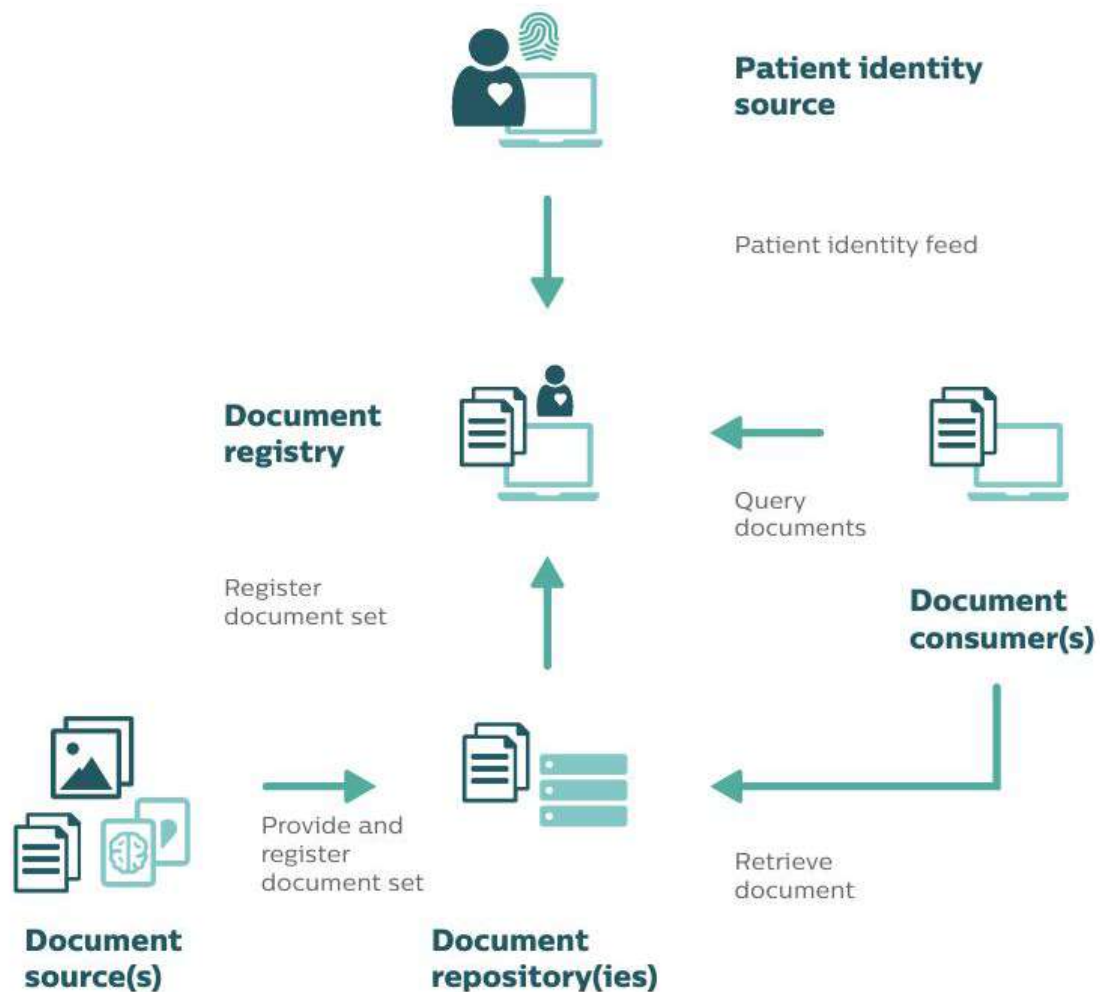 Patient identity
source
Patient identity feed
Document
registry
Query
documents
Register
document set
Document
consumer(s)
Provide and
register
document set
Retrieve
document
Document
source(s)
Document
repository(ies)